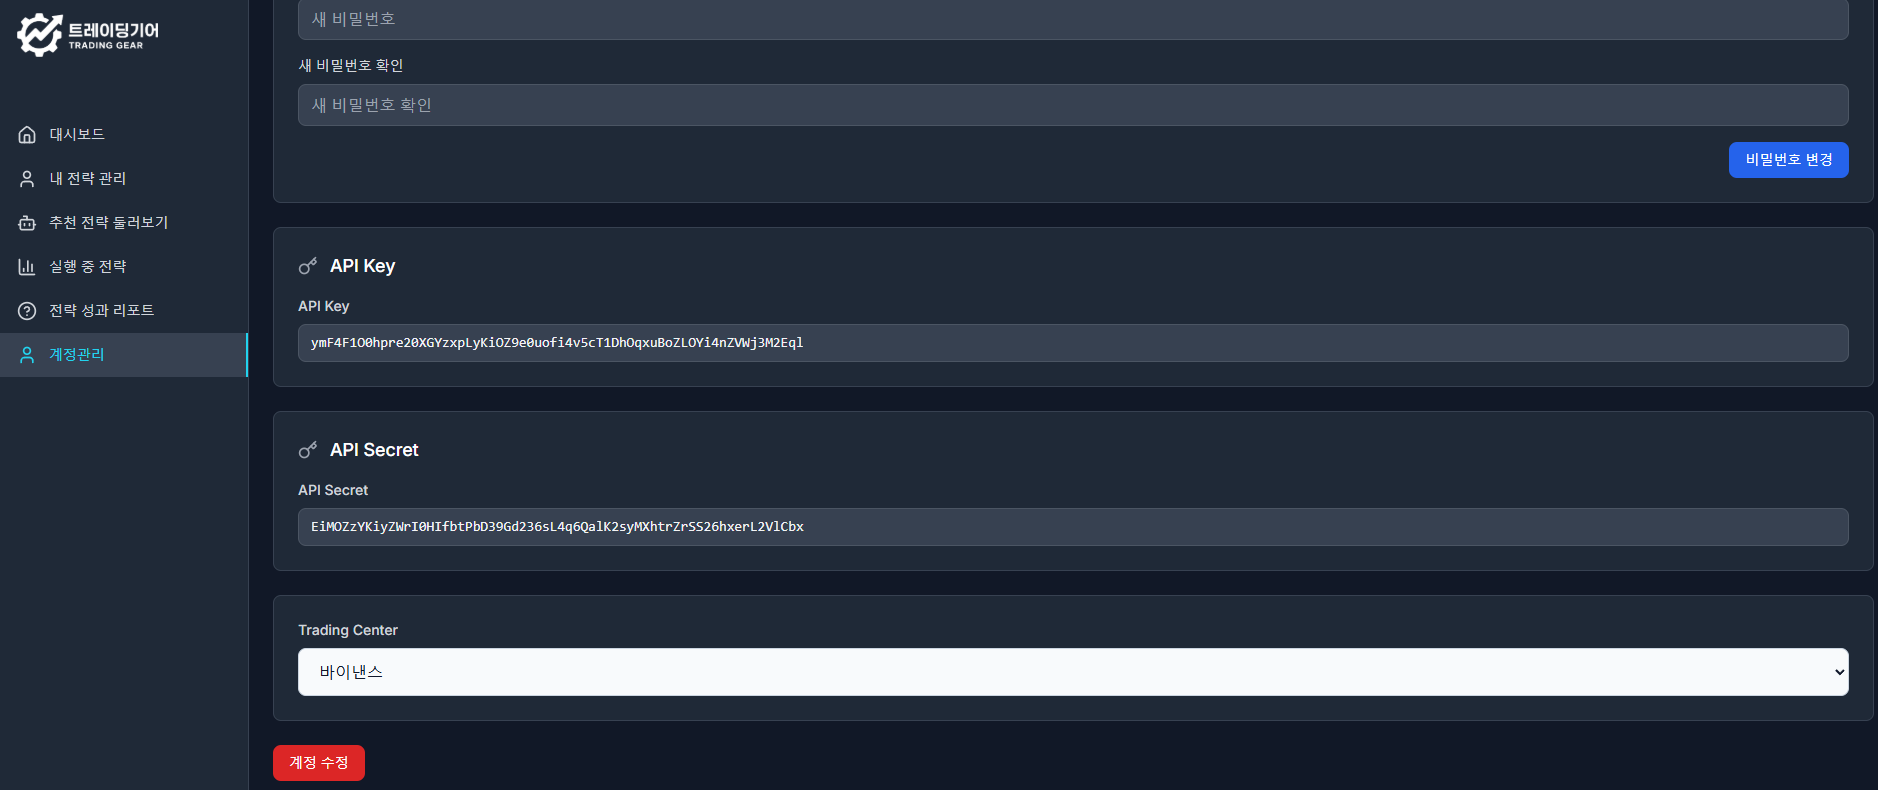 트레이딩기어
TRADING GEAR
대시보드
내 전략 관리
추천 전략 둘러보기
실행 중 전략
전략 성과 리포트
계정관리
새 비밀번호
새 비밀번호 확인
새 비밀번호 확인
비밀번호 변경
API Key
API Key
ymF4F1O0hpre20XGYzxpLyKiOZ9e0uofi4v5cT1DhOqxuBoZLOYi4nZVWj3M2Eql
API Secret
API Secret
EiMOZzYKiyZWrI0HIfbtPbD39Gd236sL4q6QalK2syMXhtrZrSS26hxerL2VlCbx
Trading Center
바이낸스
계정 수정